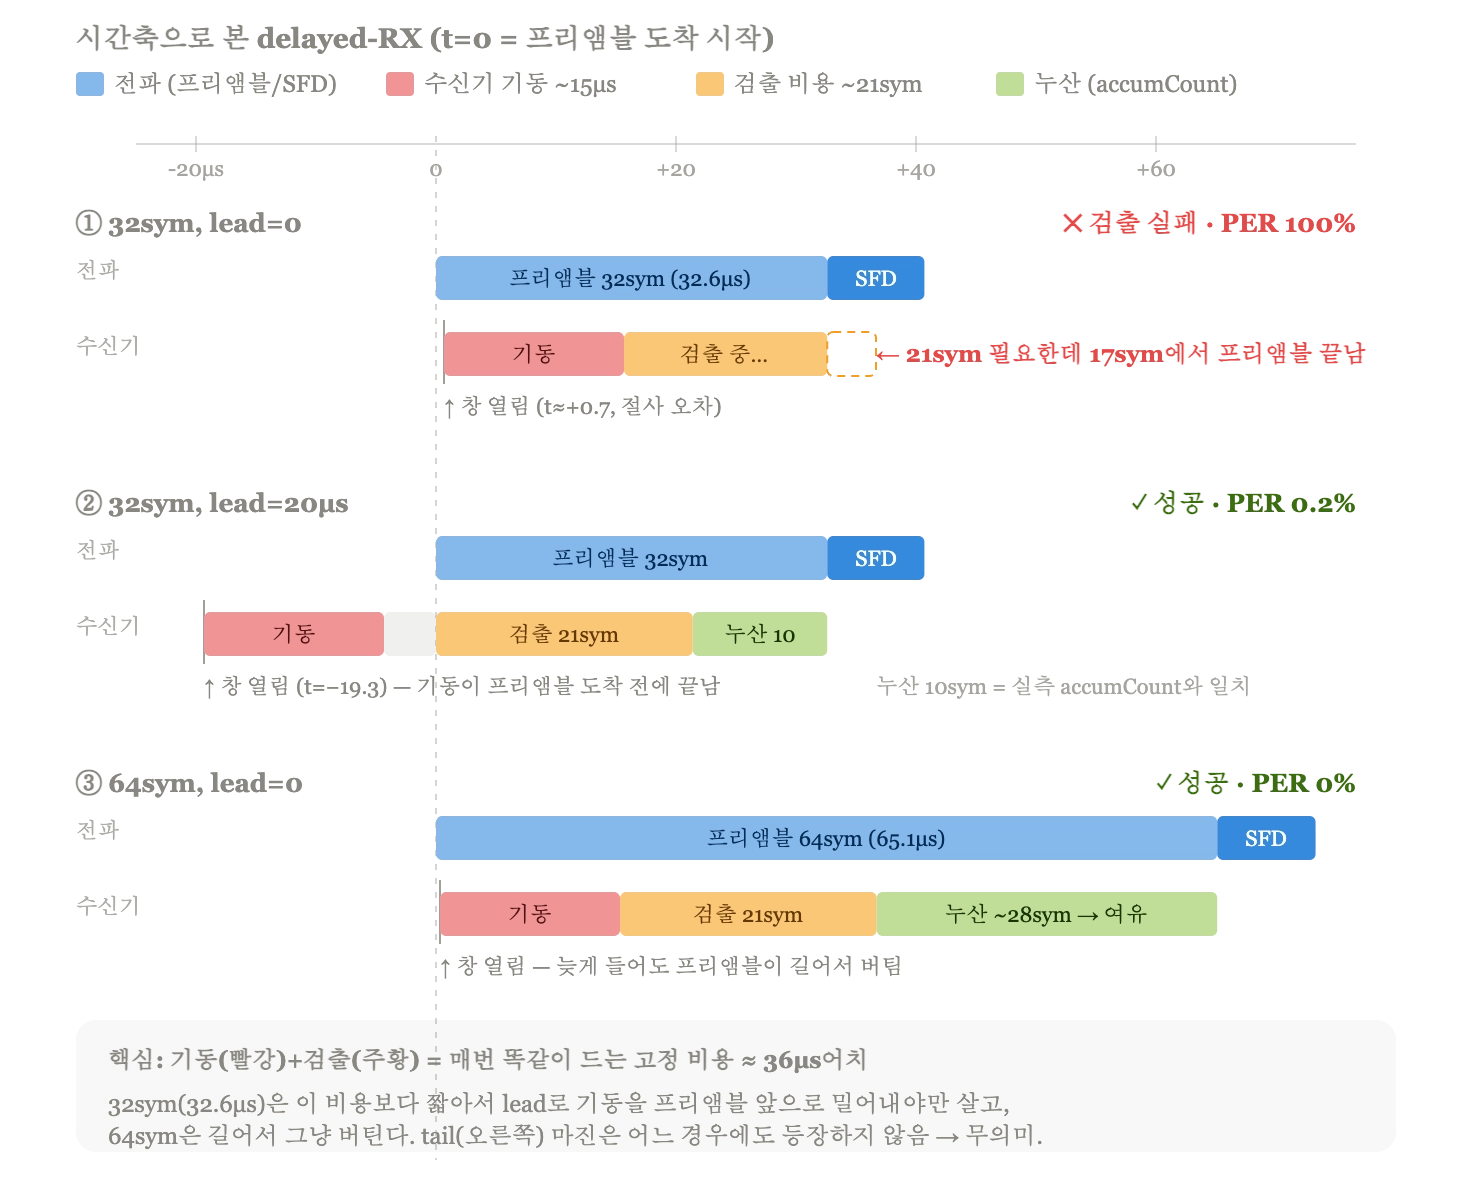 시간축으로 본 delayed-RX (t=0 = 프리앰블 도착 시작)
전파 (프리앰블/SFD) 수신기 기동 ~15µs 검출 비용 ~21sym 누산 (accumCount)
-20µs 0 +20 +40 +60
① 32sym, lead=0 ✕ 검출 실패 · PER 100%
전파 프리앰블 32sym (32.6µs) SFD
수신기 기동 검출 중... ← 21sym 필요한데 17sym에서 프리앰블 끝남
↑ 창 열림 (t≈+0.7, 절사 오차)
② 32sym, lead=20µs ✓ 성공 · PER 0.2%
전파 프리앰블 32sym SFD
수신기 기동 검출 21sym 누산 10
↑ 창 열림 (t=−19.3) — 기동이 프리앰블 도착 전에 끝남 누산 10sym = 실측 accumCount와 일치
③ 64sym, lead=0 ✓ 성공 · PER 0%
전파 프리앰블 64sym (65.1µs) SFD
수신기 기동 검출 21sym 누산 ~28sym → 여유
↑ 창 열림 — 늦게 들어도 프리앰블이 길어서 버팀
핵심: 기동(빨강)+검출(주황) = 매번 똑같이 드는 고정 비용 ≈ 36µs어치
32sym(32.6µs)은 이 비용보다 짧아서 lead로 기동을 프리앰블 앞으로 밀어내야만 살고,
64sym은 길어서 그냥 버틴다. tail(오른쪽) 마진은 어느 경우에도 등장하지 않음 → 무의미.